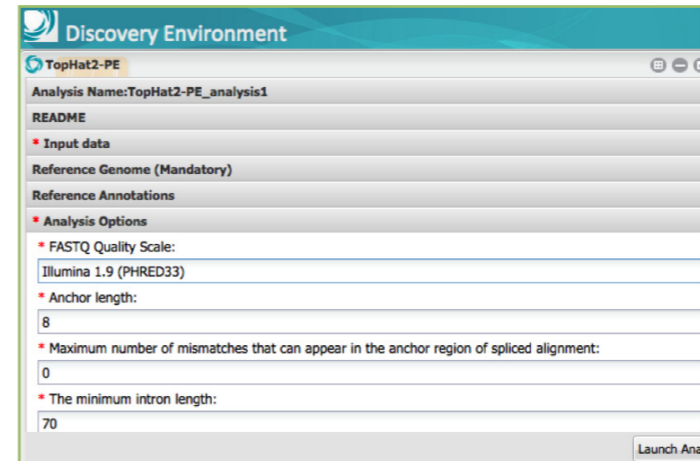 Discovery Environment
TopHat2-PE
Analysis Name:TopHat2-PE_analysis1
README
* Input data
Reference Genome (Mandatory)
Reference Annotations
* Analysis Options
* FASTQ Quality Scale:
Illumina 1.9 (PHRED33)
* Anchor length:
8
* Maximum number of mismatches that can appear in the anchor region of spliced alignment:
0
* The minimum intron length:
70
Launch Ana